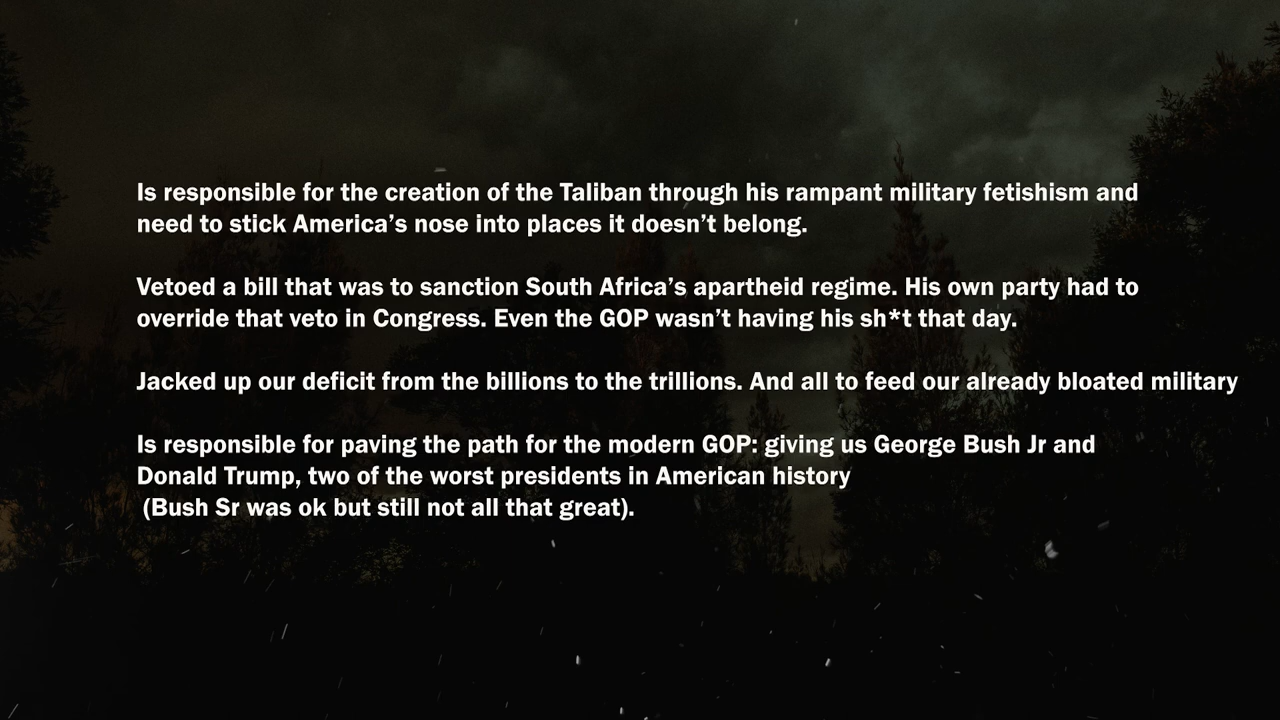 Is responsible for the creation of the Taliban through his rampant military fetishism and
need to stick America’s nose into places it doesn’t belong.
Vetoed a bill that was to sanction South Africa’s apartheid regime. His own party had to
override that veto in Congress. Even the GOP wasn’t having his sh*t that day.
Jacked up our deficit from the billions to the trillions. And all to feed our already bloated military
Is responsible for paving the path for the modern GOP: giving us George Bush Jr and
Donald Trump, two of the worst presidents in American history
(Bush Sr was ok but still not all that great).